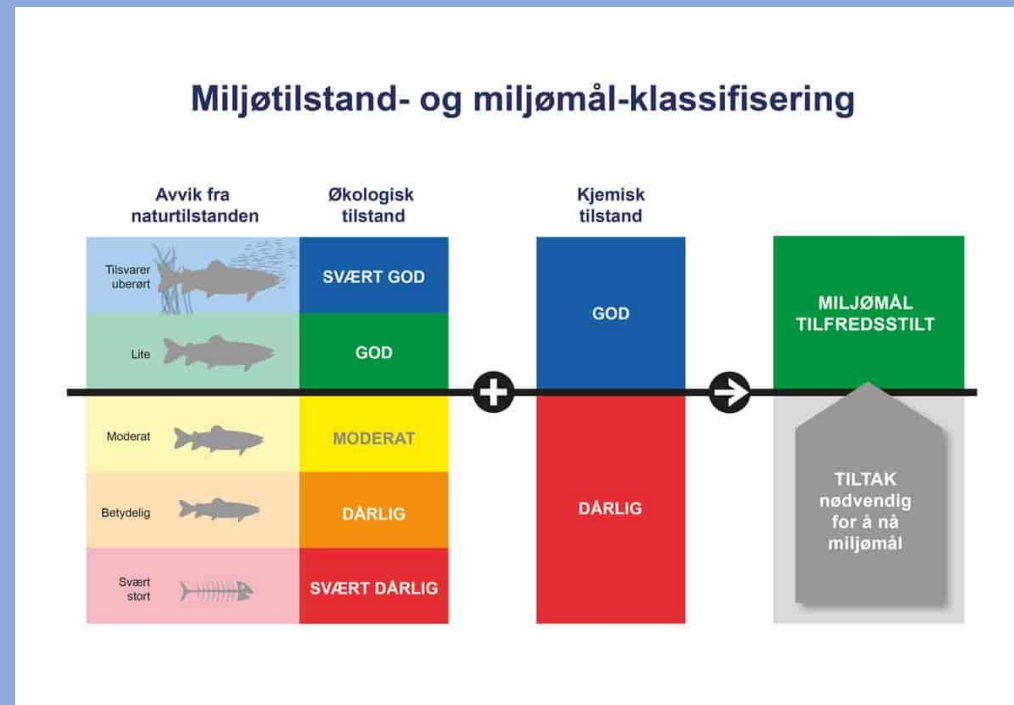 Miljøtilstand- og miljømål-klassifisering
Avvik fra
naturtilstanden
Økologisk
tilstand
Kjemisk
tilstand
Tilsvarer
uberørt
SVÆRT GOD
Lite
GOD
GOD
MILJØMÅL
TILFREDSSTILT
Moderat
MODERAT
Betydelig
DÅRLIG
Svært
stort
SVÆRT DÅRLIG
DÅRLIG
TILTAK
nødvendig
for å nå
miljømål